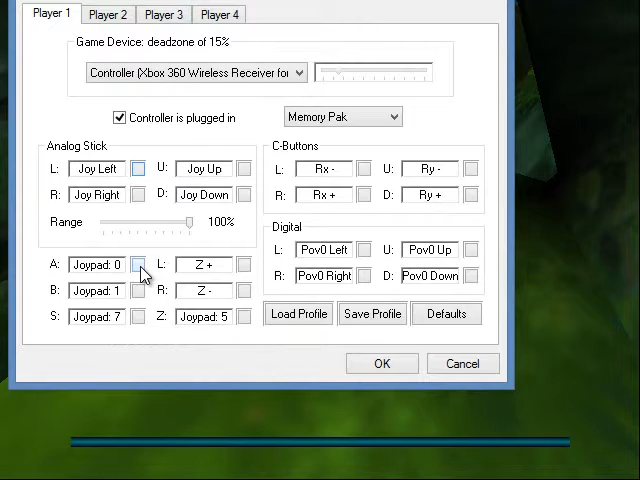 Player 1 Player 2 Player 3 Player 4
Game Device: deadzone of 15%
Controller (Xbox 360 Wireless Receiver for
Controller is plugged in Memory Pak
Analog Stick C-Buttons
L: Joy Left U: Joy Up L: Rx - U: Ry -
R: Joy Right D: Joy Down R: Rx + D: Ry +
Range 100%
Digital
L: Pov0 Left U: Pov0 Up
A: Joypad: 0 L: Z + R: Pov0 Right D: Pov0 Down
B: Joypad: 1 R: Z -
S: Joypad: 7 Z: Joypad: 5 Load Profile Save Profile Defaults
OK Cancel